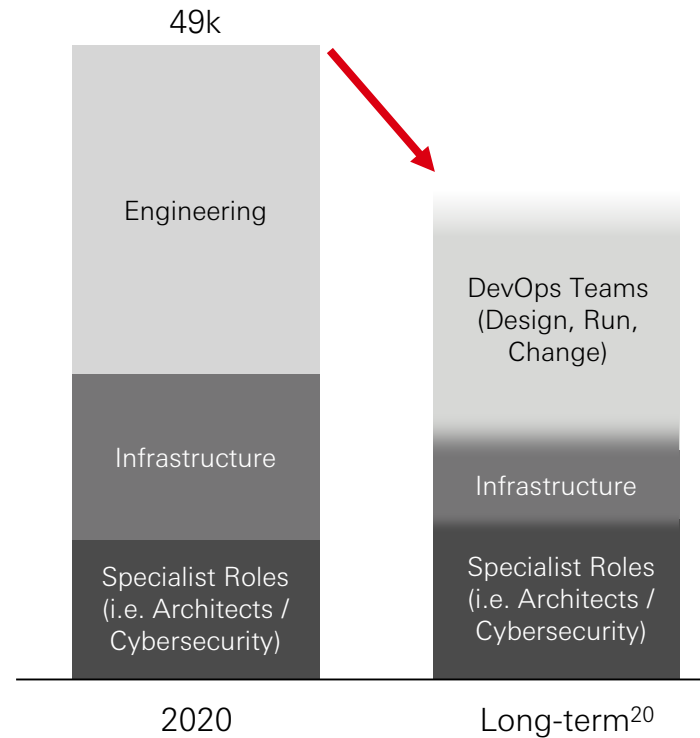 49k
Engineering
Infrastructure
Specialist Roles
(i.e. Architects /
Cybersecurity)
2020
DevOps Teams
(Design, Run,
Change)
Infrastructure
Specialist Roles
(i.e. Architects /
Cybersecurity)
Long-term20